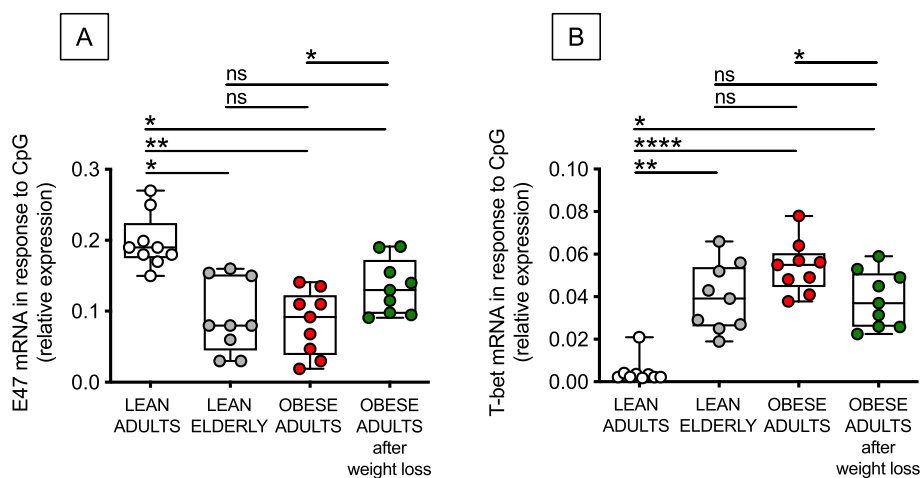 A
*
ns
ns
*
**
*
E47 mRNA in response to CpG
(relative expression)
0.3
0.2
0.1
0.0
LEAN
ADULTS
LEAN
ELDERLY
OBESE
ADULTS
OBESE
ADULTS
after
weight loss
B
*
ns
ns
*
****
**
T-bet mRNA in response to CpG
(relative expression)
0.10
0.08
0.06
0.04
0.02
0.00
LEAN
ADULTS
LEAN
ELDERLY
OBESE
ADULTS
OBESE
ADULTS
after
weight loss